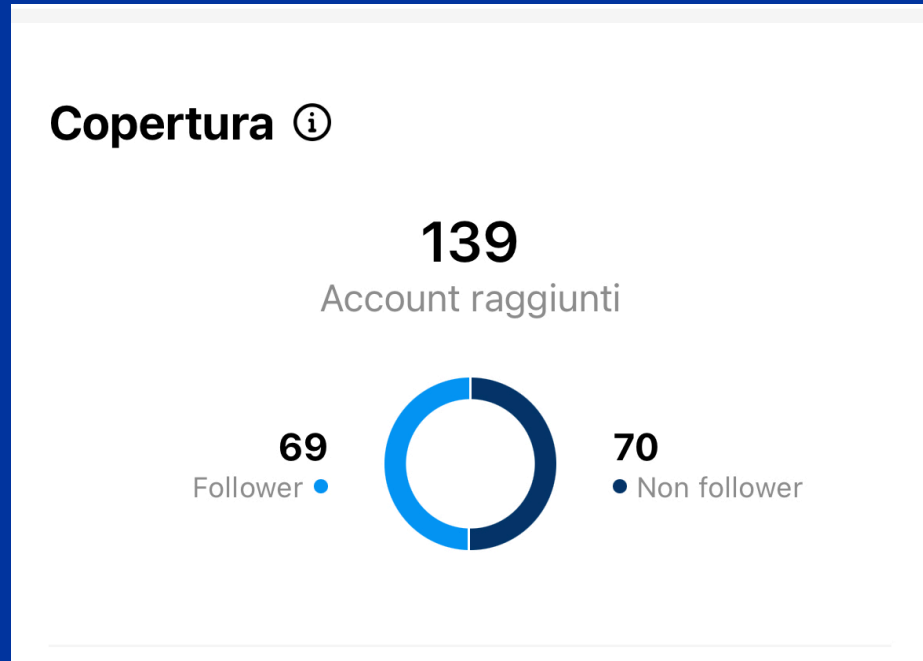 Copertura
139
Account raggiunti
69
Follower
70
Non follower